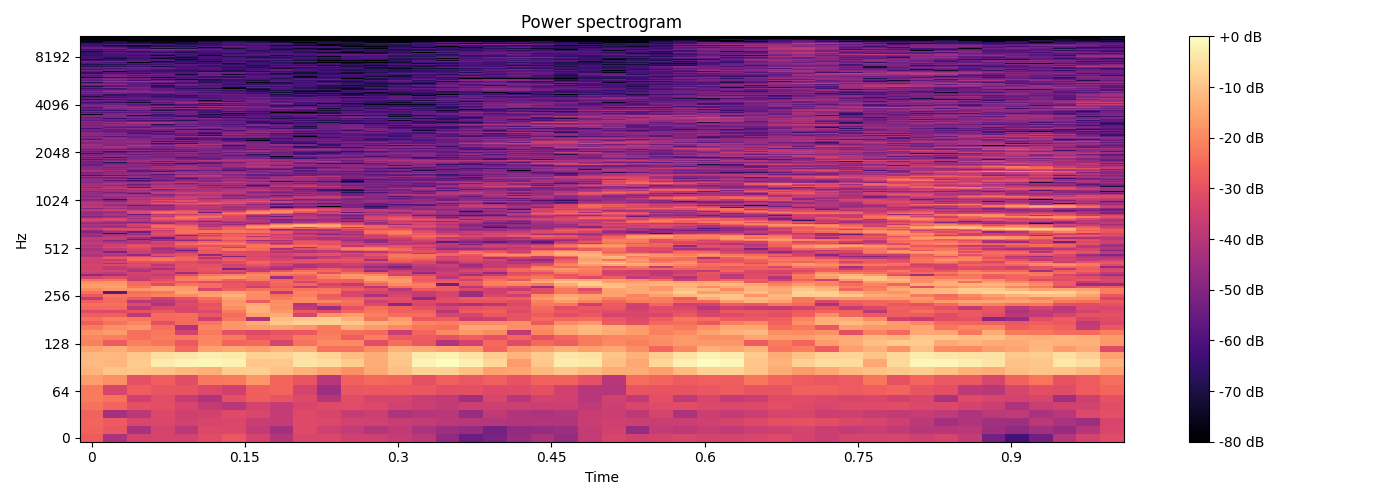 Power spectrogram
Hz
8192
4096
2048
1024
512
256
128
64
0
0 0.15 0.3 0.45 0.6 0.75 0.9
Time
+0 dB
-10 dB
-20 dB
-30 dB
-40 dB
-50 dB
-60 dB
-70 dB
-80 dB